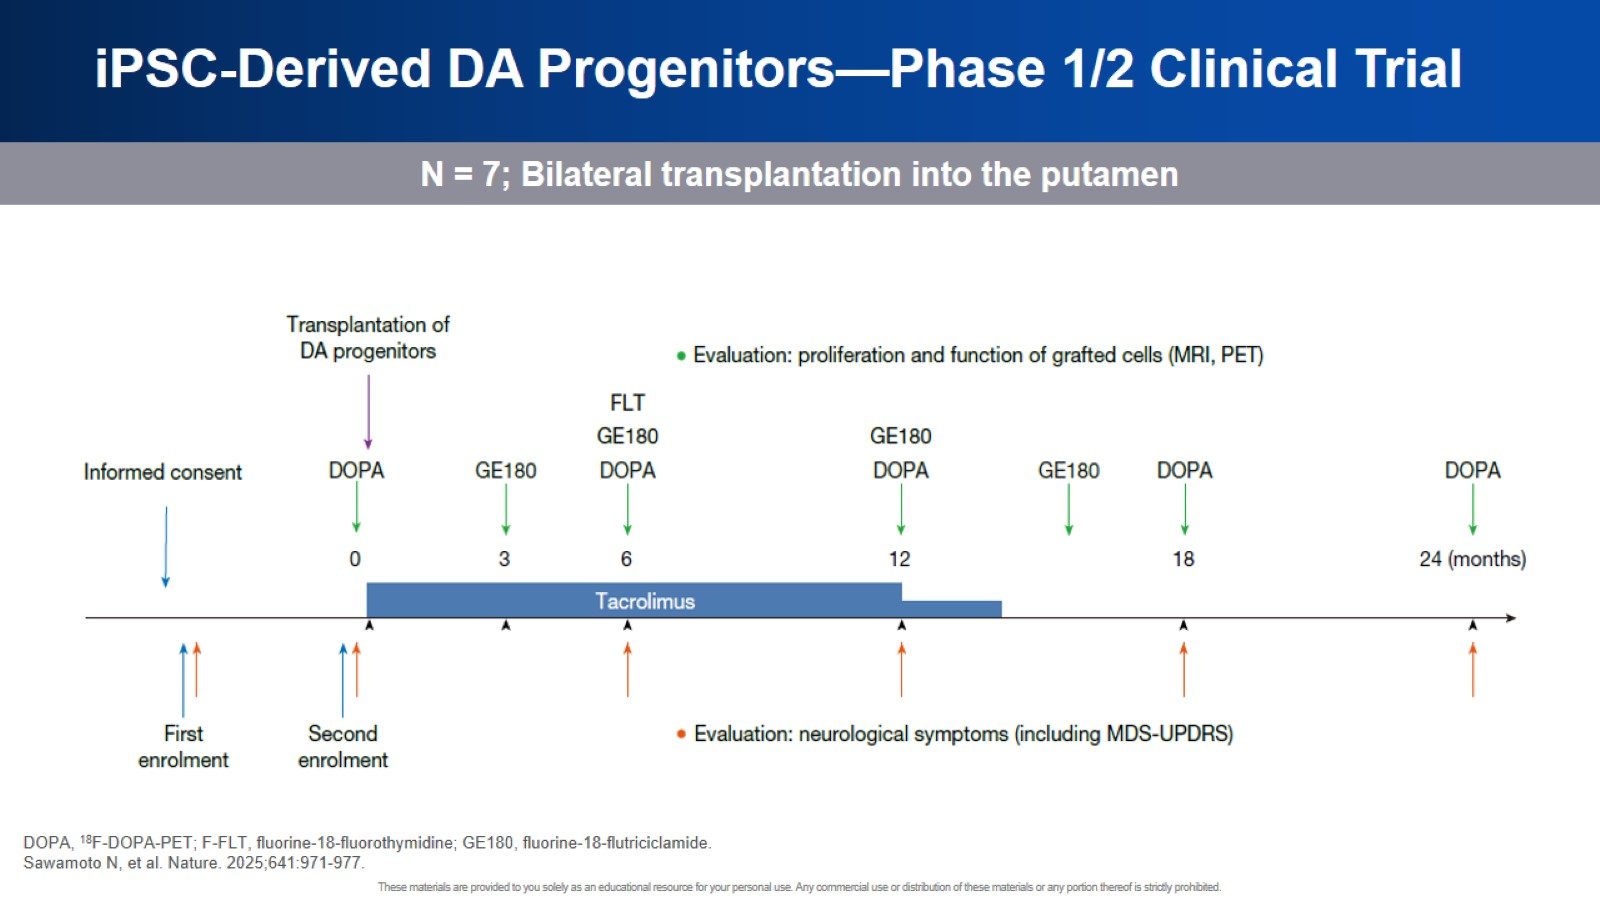 iPSC-Derived DA Progenitors—Phase 1/2 Clinical Trial
N = 7; Bilateral transplantation into the putamen
Transplantation of
DA progenitors
• Evaluation: proliferation and function of grafted cells (MRI, PET)
FLT
GE180
GE180
Informed consent
DOPA
GE180
DOPA
DOPA
GE180
DOPA
DOPA
0
3
6
12
18
24 (months)
Tacrolimus
First
enrolment
Second
enrolment
• Evaluation: neurological symptoms (including MDS-UPDRS)
DOPA, ¹⁸F-DOPA-PET; F-FLT, fluorine-18-fluorothymidine; GE180, fluorine-18-flutriciclamide.
Sawamoto N, et al. Nature. 2025;641:971-977.
These materials are provided to you solely as an educational resource for your personal use. Any commercial use or distribution of these materials or any portion thereof is strictly prohibited.